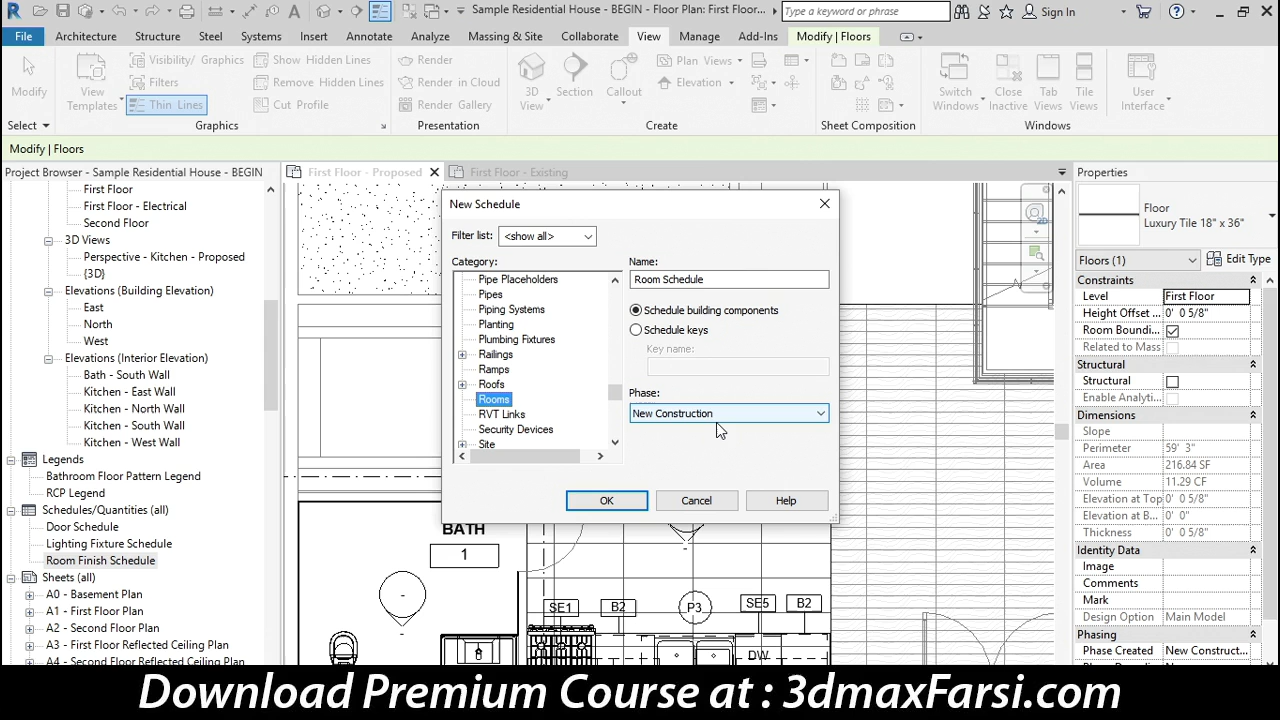 Sample Residential House - BEGIN - Floor Plan: First Floor...
Type a keyword or phrase
Sign In
File Architecture Structure Steel Systems Insert Annotate Analyze Massing & Site Collaborate View Manage Add-Ins Modify | Floors
Modify
View Templates
Visibility/ Graphics
Filters
Thin Lines
Show Hidden Lines
Remove Hidden Lines
Cut Profile
Render
Render in Cloud
Render Gallery
3D View
Section
Callout
Plan Views
Elevation
Switch Windows
Close Inactive
Tab Views
Tile Views
User Interface
Select
Graphics
Presentation
Create
Sheet Composition
Windows
Modify | Floors
Project Browser - Sample Residential House - BEGIN
First Floor
First Floor - Electrical
Second Floor
3D Views
Perspective - Kitchen - Proposed
{3D}
Elevations (Building Elevation)
East
North
West
Elevations (Interior Elevation)
Bath - South Wall
Kitchen - East Wall
Kitchen - North Wall
Kitchen - South Wall
Kitchen - West Wall
Legends
Bathroom Floor Pattern Legend
RCP Legend
Schedules/Quantities (all)
Door Schedule
Lighting Fixture Schedule
Room Finish Schedule
Sheets (all)
A0 - Basement Plan
A1 - First Floor Plan
A2 - Second Floor Plan
A3 - First Floor Reflected Ceiling Plan
A4 - Second Floor Reflected Ceiling Plan
First Floor - Proposed
First Floor - Existing
New Schedule
Filter list: <show all>
Category:
Pipe Placeholders
Pipes
Piping Systems
Planting
Plumbing Fixtures
Railings
Ramps
Roofs
Rooms
RVT Links
Security Devices
Site
Name:
Room Schedule
Schedule building components
Schedule keys
Key name:
Phase:
New Construction
OK Cancel Help
BATH
1
SE1
B2
P3
SE5
B2
DW
2D
Properties
Floor
Luxury Tile 18" x 36"
Floors (1)
Edit Type
Constraints
Level First Floor
Height Offset ... 0' 0 5/8"
Room Boundi...
Related to Mass
Structural
Structural
Enable Analyti...
Dimensions
Slope
Perimeter 59' 3"
Area 216.84 SF
Volume 11.29 CF
Elevation at Top 0' 0 5/8"
Elevation at B... 0' 0"
Thickness 0' 0 5/8"
Identity Data
Image
Comments
Mark
Design Option Main Model
Phasing
Phase Created New Construct...
Download Premium Course at : 3dmaxFarsi.com